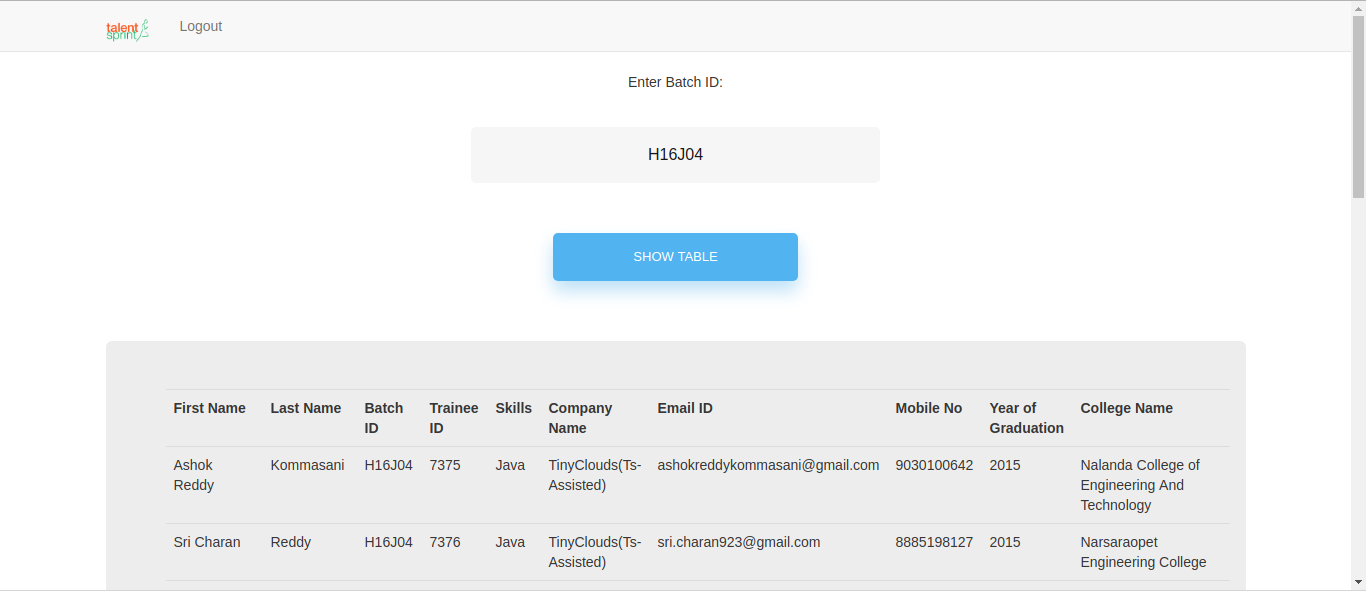 talent
sprint
Logout
Enter Batch ID:
H16J04
SHOW TABLE
First Name Last Name Batch ID Trainee ID Skills Company Name Email ID Mobile No Year of Graduation College Name
Ashok Reddy Kommasani H16J04 7375 Java TinyClouds(Ts-Assisted) ashokreddykommasani@gmail.com 9030100642 2015 Nalanda College of Engineering And Technology
Sri Charan Reddy H16J04 7376 Java TinyClouds(Ts-Assisted) sri.charan923@gmail.com 8885198127 2015 Narsaraopet Engineering College